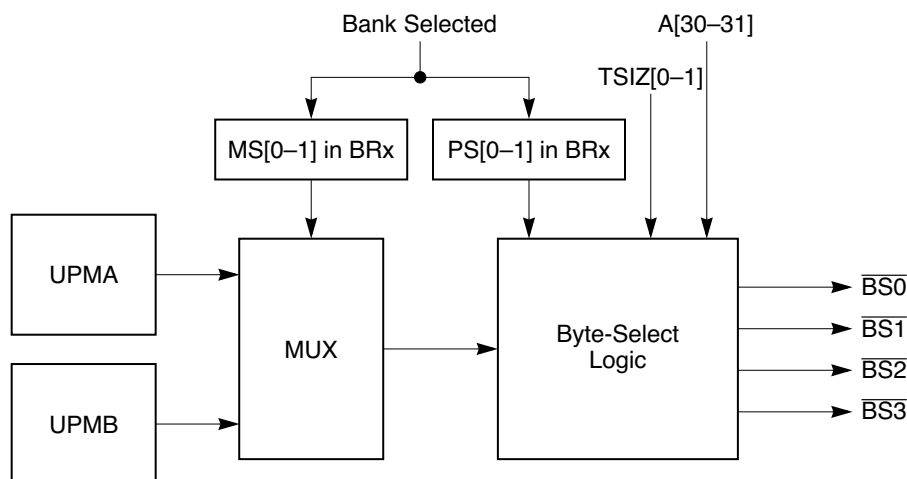 Bank Selected
A[30–31]
TSIZ[0–1]
MS[0–1] in BRx
PS[0–1] in BRx
UPMA
UPMB
MUX
Byte-Select
Logic
BS0
BS1
BS2
BS3